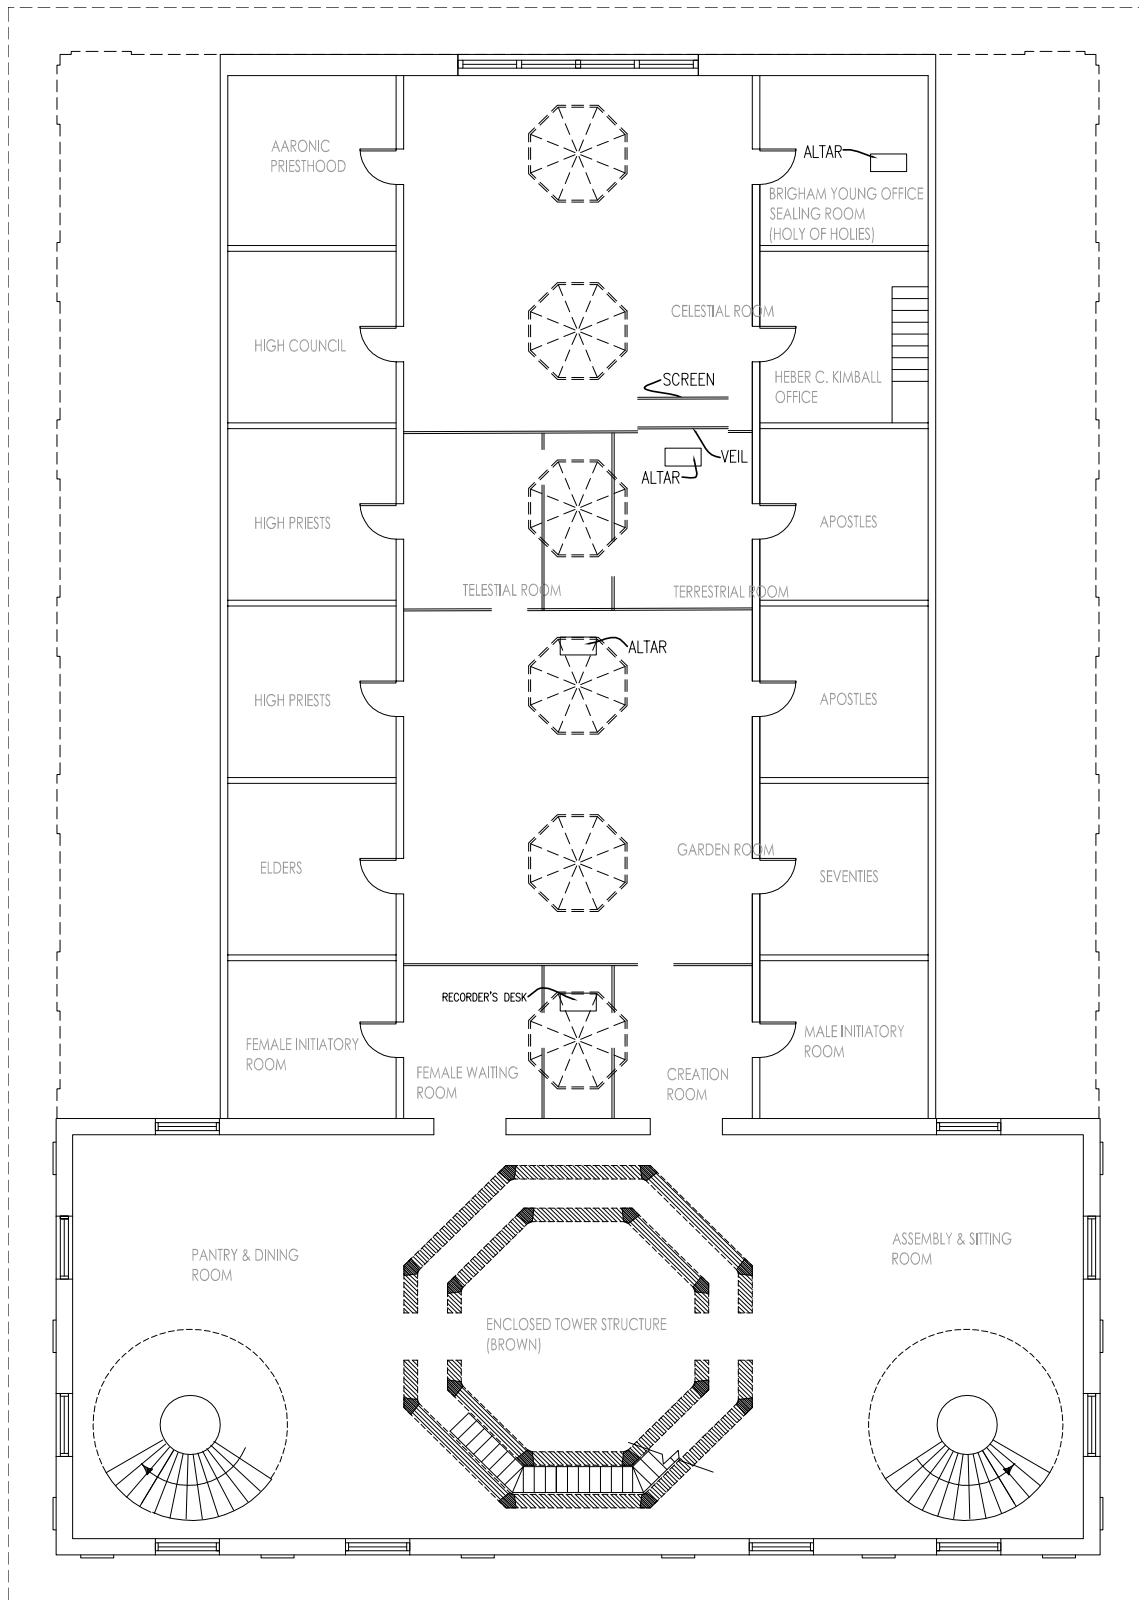 AARONIC
PRIESTHOOD
ALTAR
BRIGHAM YOUNG OFFICE
SEALING ROOM
(HOLY OF HOLIES)
CELESTIAL ROOM
HIGH COUNCIL
SCREEN
HEBER C. KIMBALL
OFFICE
VEIL
ALTAR
HIGH PRIESTS
APOSTLES
TELESTIAL ROOM
TERRESTRIAL ROOM
ALTAR
HIGH PRIESTS
APOSTLES
GARDEN ROOM
ELDERS
SEVENTIES
RECORDER'S DESK
FEMALE INITIATORY
ROOM
MALE INITIATORY
ROOM
FEMALE WAITING
ROOM
CREATION
ROOM
PANTRY & DINING
ROOM
ASSEMBLY & SITTING
ROOM
ENCLOSED TOWER STRUCTURE
(BROWN)